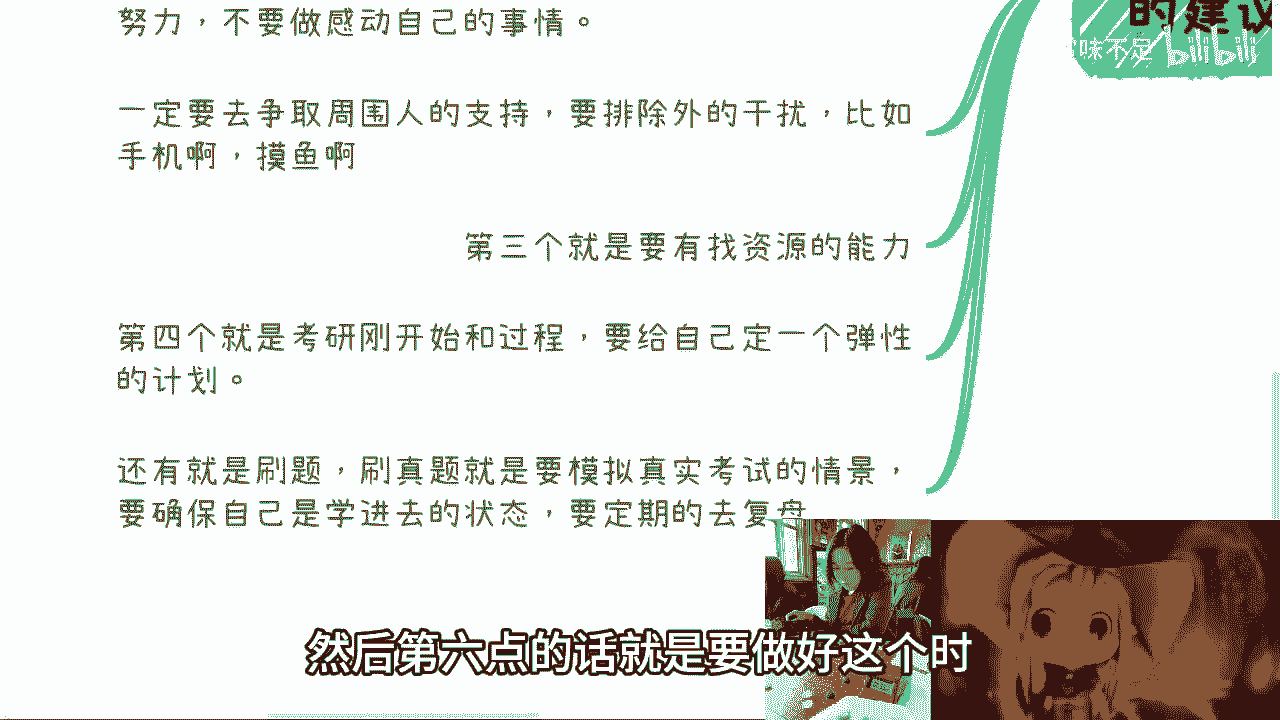 努力，不要做感动自己的事情。
的建议
味不足 bilibili
一定要去争取周围人的支持，要排除外的干扰，比如
手机啊，摸鱼啊
第三个就是要有找资源的能力
第四个就是考研刚开始和过程，要给自己定一个弹性
的计划。
还有就是刷题，刷真题就是要模拟真实考试的情景，
要确保自己是学进去的状态，要定期的去复盘
然后第六点的话就是要做好这个时